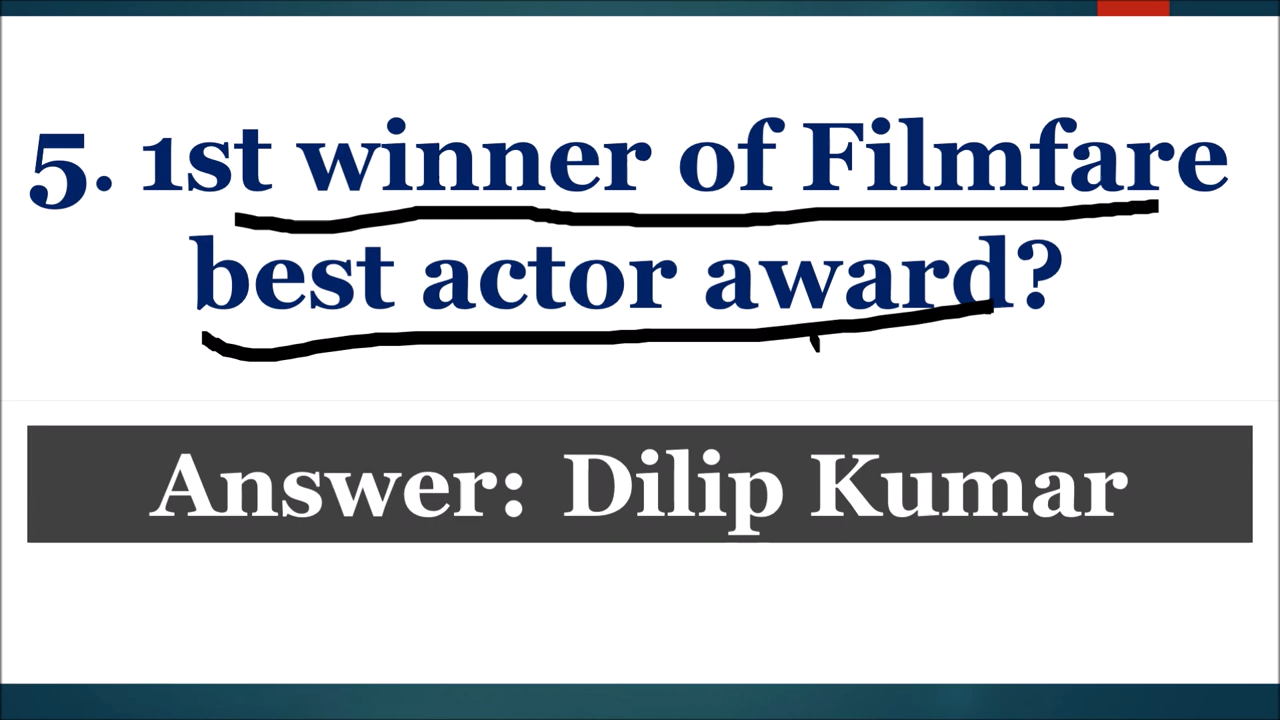 5. 1st winner of Filmfare
best actor award?
Answer: Dilip Kumar